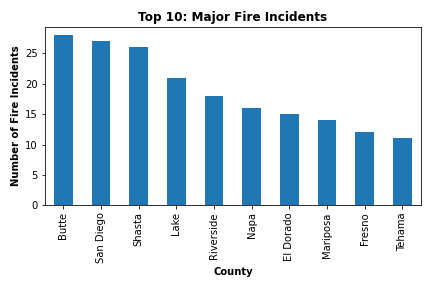 Top 10: Major Fire Incidents
Number of Fire Incidents
25
20
15
10
5
0
Butte
San Diego
Shasta
Lake
Riverside
Napa
El Dorado
Mariposa
Fresno
Tehama
County